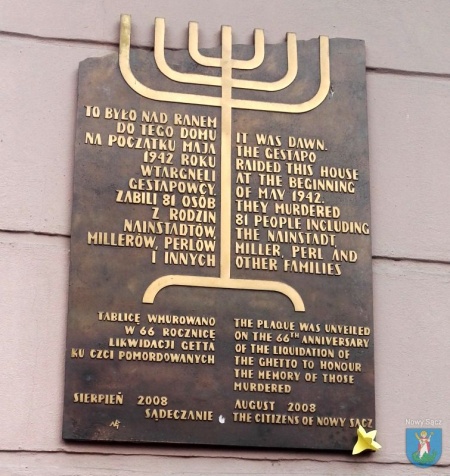 TO BYŁO NAD RANEM
DO TEGO DOMU
NA POCZĄTKU MAJA
1942 ROKU
WTARGNELI
GESTAPOWCY.
ZABILI 81 OSÓB
Z RODZIN
NAINSTADTÓW,
MILLERÓW, PERLÓW
I INNYCH
IT WAS DAWN.
THE GESTAPO
RAIDED THIS HOUSE
AT THE BEGINNING
OF MAY 1942.
THEY MURDERED
81 PEOPLE INCLUDING
THE NAINSTADT,
MILLER, PERL AND
OTHER FAMILIES
TABLICĘ WMUROWANO
W 66 ROCZNICĘ
LIKWIDACJI GETTA
KU CZCI POMORDOWANYCH
SIERPIEŃ 2008
SĄDECZANIE
THE PLAQUE WAS UNVEILED
ON THE 66TH ANNIVERSARY
OF THE LIQUIDATION OF
THE GHETTO TO HONOUR
THE MEMORY OF THOSE
MURDERED
AUGUST 2008
THE CITIZENS OF NOWY SĄCZ
Nowy Sącz